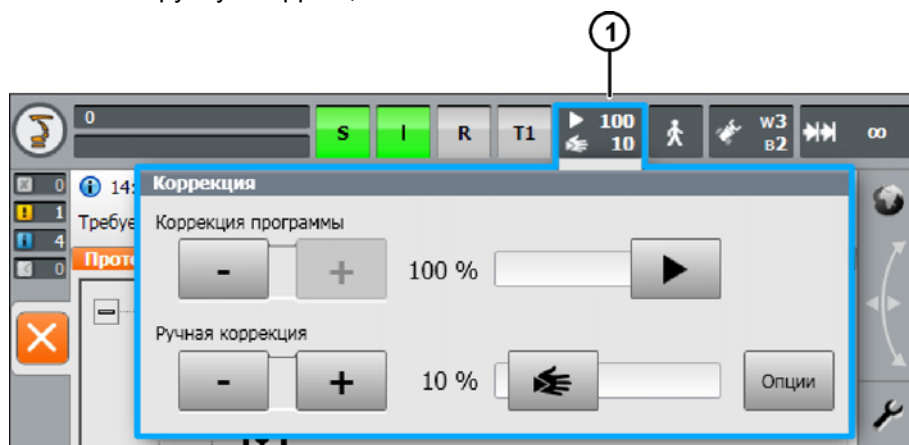 1
0
S I R T1 100 10 W3 B2 ∞
0
1
4
0
14:
Требуе
Прото
Коррекция
Коррекция программы
- + 100 %
Ручная коррекция
- + 10 % Опции